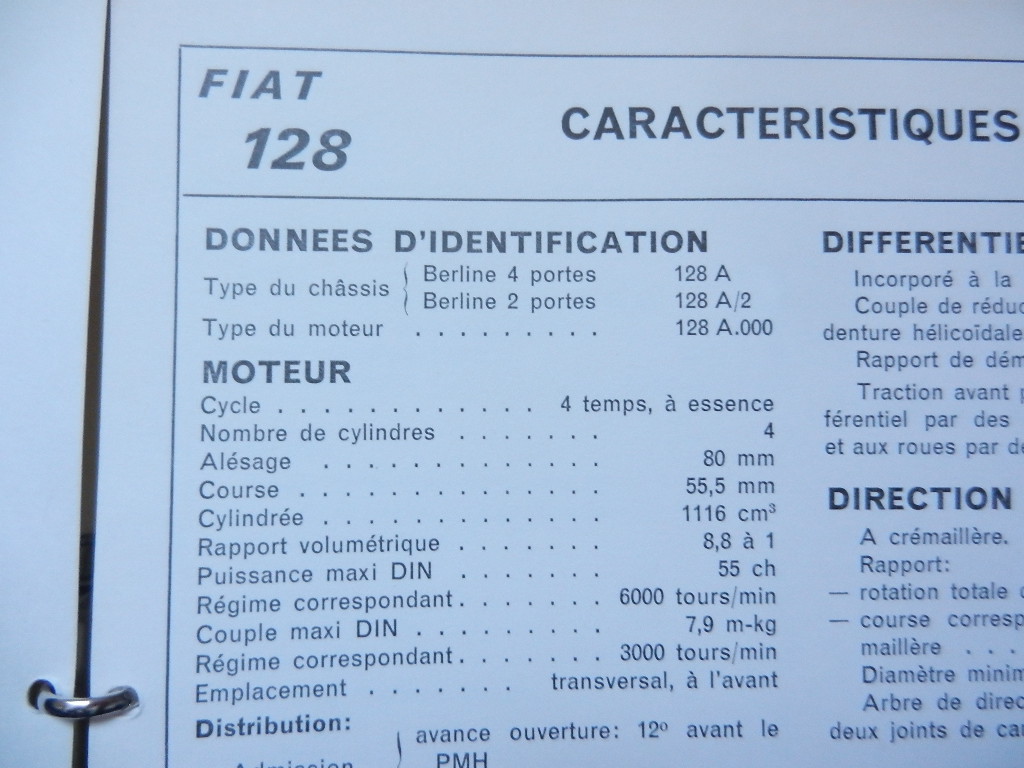 FIAT
128
CARACTERISTIQUES
DONNEES D'IDENTIFICATION
Type du châssis { Berline 4 portes 128 A
Berline 2 portes 128 A/2
Type du moteur . . . . . . . . . 128 A.000
MOTEUR
Cycle . . . . . . . . . . . . 4 temps, à essence
Nombre de cylindres . . . . . . . 4
Alésage . . . . . . . . . . . . . 80 mm
Course . . . . . . . . . . . . . . 55,5 mm
Cylindrée . . . . . . . . . . . . . 1116 cm³
Rapport volumétrique . . . . . . . 8,8 à 1
Puissance maxi DIN . . . . . . . 55 ch
Régime correspondant . . . . . . . 6000 tours/min
Couple maxi DIN . . . . . . . . . 7,9 m-kg
Régime correspondant . . . . . . . 3000 tours/min
Emplacement . . . . . . . transversal, à l'avant
Distribution:
avance ouverture: 12º avant le
Admission
PMH
DIFFERENTIE
Incorporé à la
Couple de réduc
denture hélicoïdale
Rapport de dém
Traction avant p
férentiel par des
et aux roues par de
DIRECTION
A crémaillère.
Rapport:
— rotation totale
— course corresp
maillère . . .
Diamètre minim
Arbre de direc
deux joints de ca